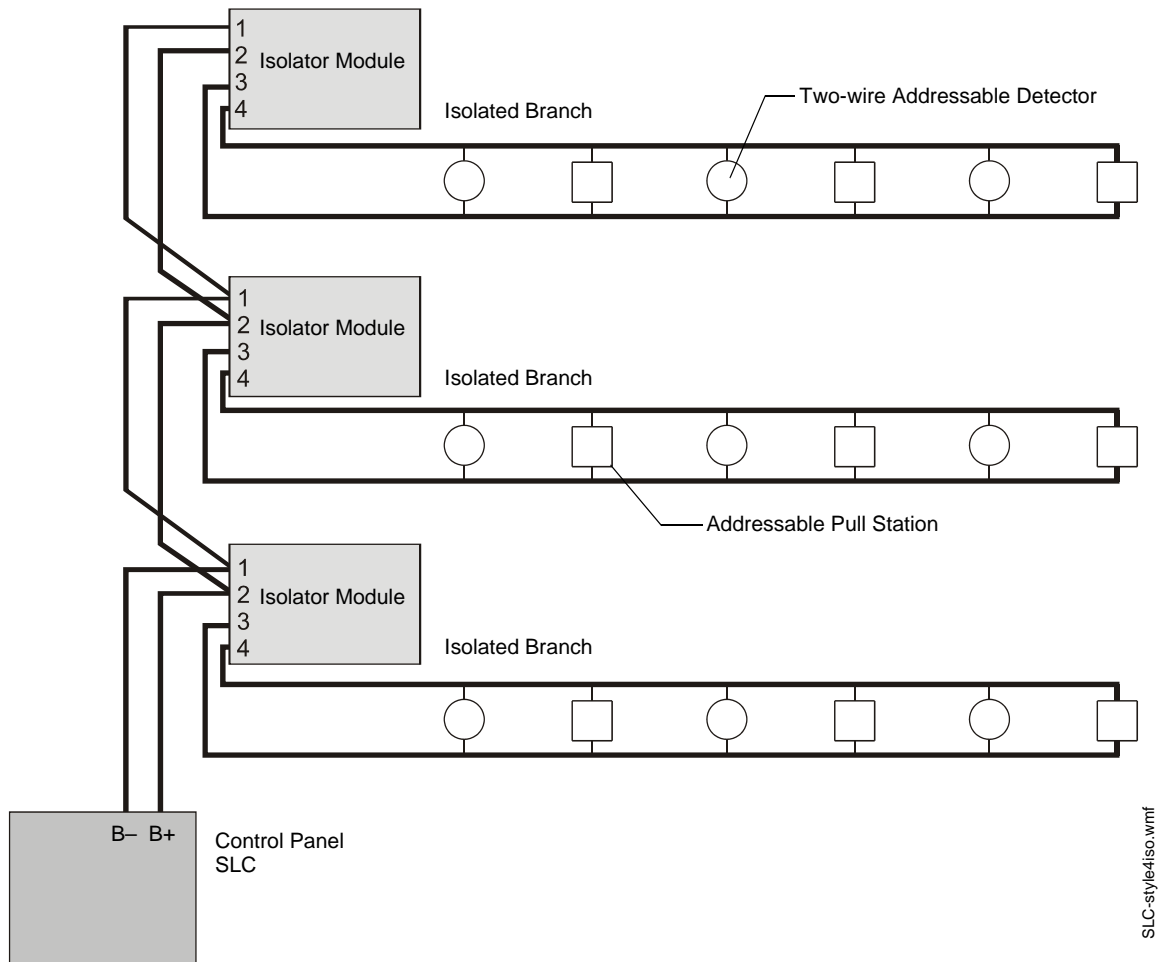 1
2
3
4
Isolator Module
Isolated Branch
Two-wire Addressable Detector
1
2
3
4
Isolator Module
Isolated Branch
Addressable Pull Station
1
2
3
4
Isolator Module
Isolated Branch
B– B+
Control Panel
SLC
SLC-style4iso.wmf